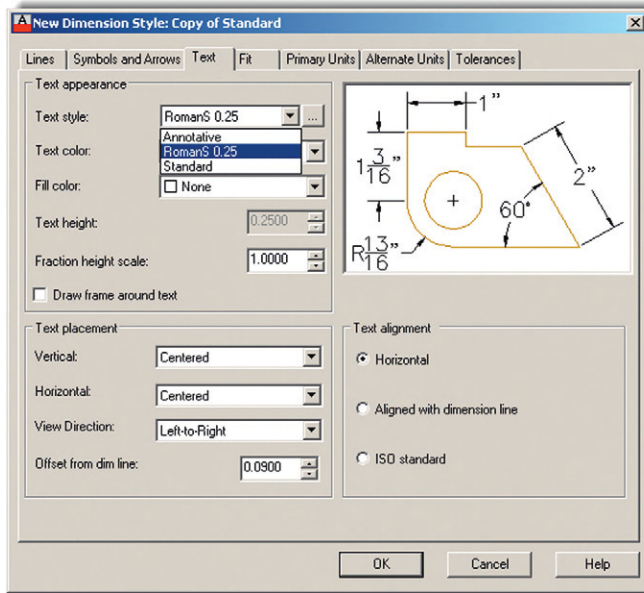 New Dimension Style: Copy of Standard
Lines Symbols and Arrows Text Fit Primary Units Alternate Units Tolerances
Text appearance
Text style: RomanS 0.25 ...
Annotative
Text color: RomanS 0.25
Standard
Fill color: None
Text height: 0.2500
Fraction height scale: 1.0000
Draw frame around text
1"
1 3/16"
2"
60°
R13/16"
Text placement
Vertical: Centered
Horizontal: Centered
View Direction: Left-to-Right
Offset from dim line: 0.0900
Text alignment
Horizontal
Aligned with dimension line
ISO standard
OK Cancel Help